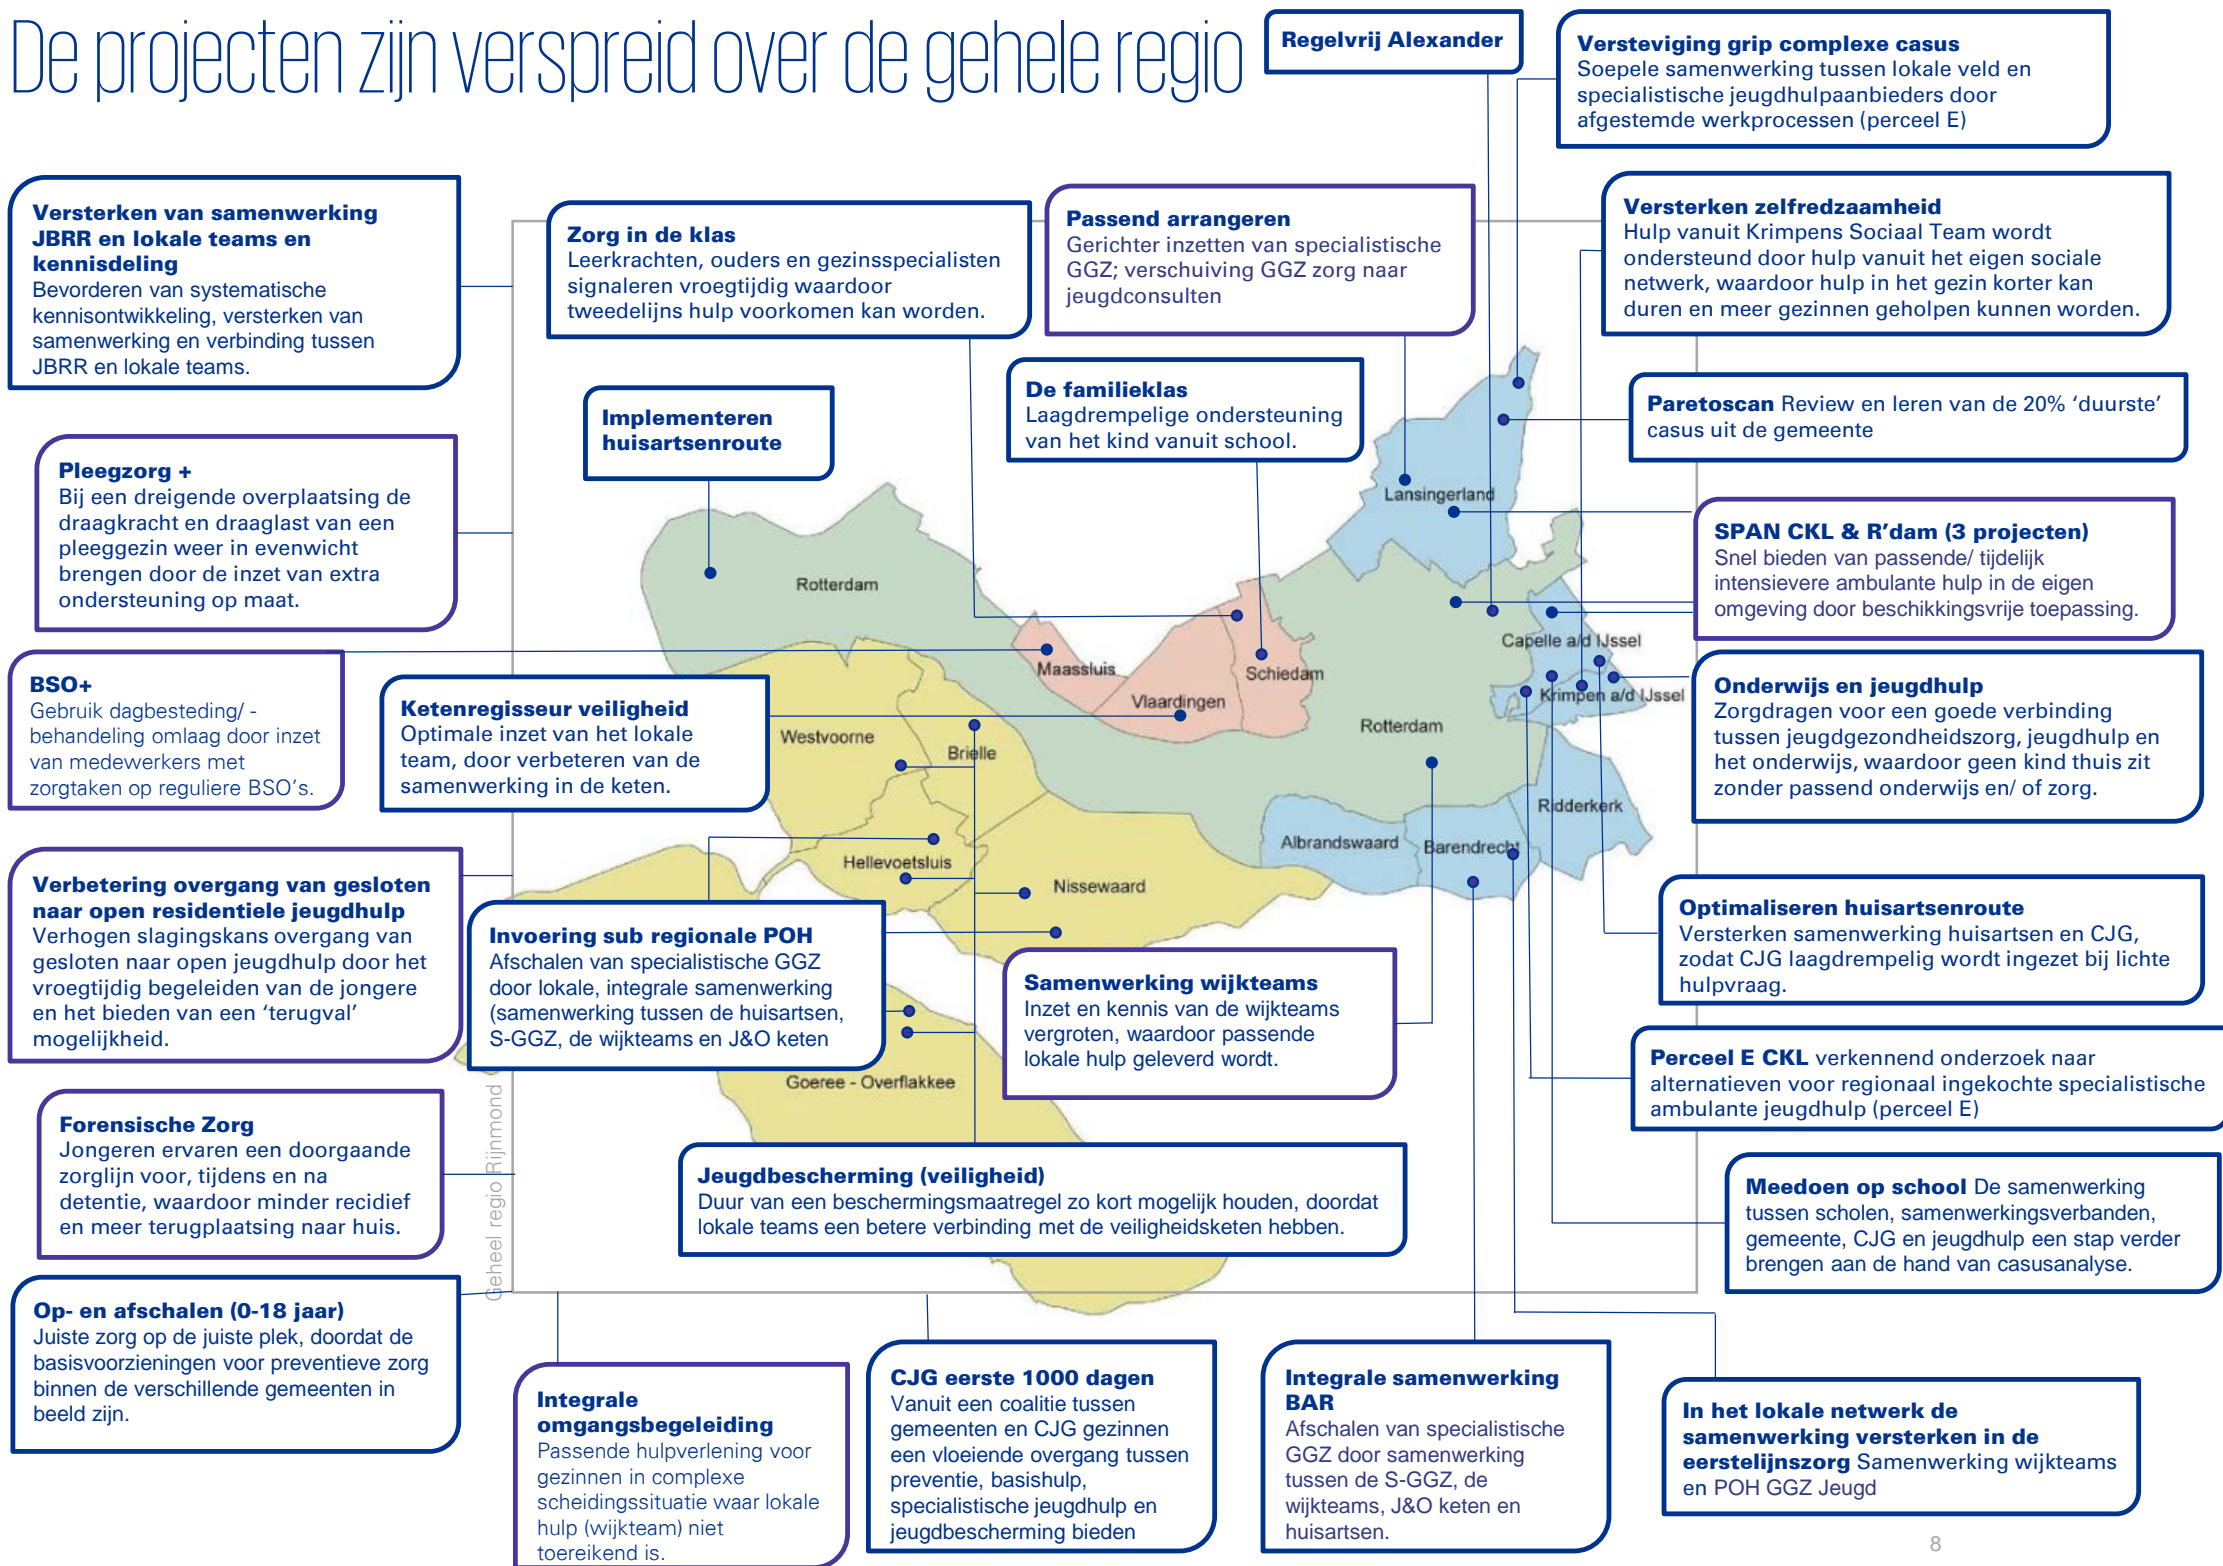 De projecten zijn verspreid over de gehele regio
Regelvrij Alexander
Versteviging grip complexe casus
Soepele samenwerking tussen lokale veld en
specialistische jeugdhulpaanbieders door
afgestemde werkprocessen (perceel E)
Versterken van samenwerking
JBRR en lokale teams en
kennisdeling
Bevorderen van systematische
kennisontwikkeling, versterken van
samenwerking en verbinding tussen
JBRR en lokale teams.
Zorg in de klas
Leerkrachten, ouders en gezinsspecialisten
signaleren vroegtijdig waardoor
tweedelijns hulp voorkomen kan worden.
Passend arrangeren
Gerichter inzetten van specialistische
GGZ; verschuiving GGZ zorg naar
jeugdconsulten
Versterken zelfredzaamheid
Hulp vanuit Krimpens Sociaal Team wordt
ondersteund door hulp vanuit het eigen sociale
netwerk, waardoor hulp in het gezin korter kan
duren en meer gezinnen geholpen kunnen worden.
Implementeren
huisartsenroute
De familieklas
Laagdrempelige ondersteuning
van het kind vanuit school.
Paretoscan Review en leren van de 20% ‘duurste’
casus uit de gemeente
Pleegzorg +
Bij een dreigende overplaatsing de
draagkracht en draaglast van een
pleeggezin weer in evenwicht
brengen door de inzet van extra
ondersteuning op maat.
SPAN CKL & R’dam (3 projecten)
Snel bieden van passende/ tijdelijk
intensievere ambulante hulp in de eigen
omgeving door beschikkingsvrije toepassing.
Lansingerland
Rotterdam
Capelle a/d IJssel
Maassluis
Schiedam
Vlaardingen
Krimpen a/d IJssel
Rotterdam
Westvoorne
Brielle
Ridderkerk
Albrandswaard
Barendrecht
Hellevoetsluis
Nissewaard
Goeree - Overflakkee
BSO+
Gebruik dagbesteding/ -
behandeling omlaag door inzet
van medewerkers met
zorgtaken op reguliere BSO’s.
Ketenregisseur veiligheid
Optimale inzet van het lokale
team, door verbeteren van de
samenwerking in de keten.
Onderwijs en jeugdhulp
Zorgdragen voor een goede verbinding
tussen jeugdgezondheidszorg, jeugdhulp en
het onderwijs, waardoor geen kind thuis zit
zonder passend onderwijs en/ of zorg.
Verbetering overgang van gesloten
naar open residentiele jeugdhulp
Verhogen slagingskans overgang van
gesloten naar open jeugdhulp door het
vroegtijdig begeleiden van de jongere
en het bieden van een ‘terugval’
mogelijkheid.
Invoering sub regionale POH
Afschalen van specialistische GGZ
door lokale, integrale samenwerking
(samenwerking tussen de huisartsen,
S-GGZ, de wijkteams en J&O keten
Samenwerking wijkteams
Inzet en kennis van de wijkteams
vergroten, waardoor passende
lokale hulp geleverd wordt.
Optimaliseren huisartsenroute
Versterken samenwerking huisartsen en CJG,
zodat CJG laagdrempelig wordt ingezet bij lichte
hulpvraag.
Perceel E CKL verkennend onderzoek naar
alternatieven voor regionaal ingekochte specialistische
ambulante jeugdhulp (perceel E)
Forensische Zorg
Jongeren ervaren een doorgaande
zorglijn voor, tijdens en na
detentie, waardoor minder recidief
en meer terugplaatsing naar huis.
Geheel regio Rijnmond
Jeugdbescherming (veiligheid)
Duur van een beschermingsmaatregel zo kort mogelijk houden, doordat
lokale teams een betere verbinding met de veiligheidsketen hebben.
Meedoen op school De samenwerking
tussen scholen, samenwerkingsverbanden,
gemeente, CJG en jeugdhulp een stap verder
brengen aan de hand van casusanalyse.
Op- en afschalen (0-18 jaar)
Juiste zorg op de juiste plek, doordat de
basisvoorzieningen voor preventieve zorg
binnen de verschillende gemeenten in
beeld zijn.
Integrale
omgangsbegeleiding
Passende hulpverlening voor
gezinnen in complexe
scheidingssituatie waar lokale
hulp (wijkteam) niet
toereikend is.
CJG eerste 1000 dagen
Vanuit een coalitie tussen
gemeenten en CJG gezinnen
een vloeiende overgang tussen
preventie, basishulp,
specialistische jeugdhulp en
jeugdbescherming bieden
Integrale samenwerking
BAR
Afschalen van specialistische
GGZ door samenwerking
tussen de S-GGZ, de
wijkteams, J&O keten en
huisartsen.
In het lokale netwerk de
samenwerking versterken in de
eerstelijnszorg Samenwerking wijkteams
en POH GGZ Jeugd
8